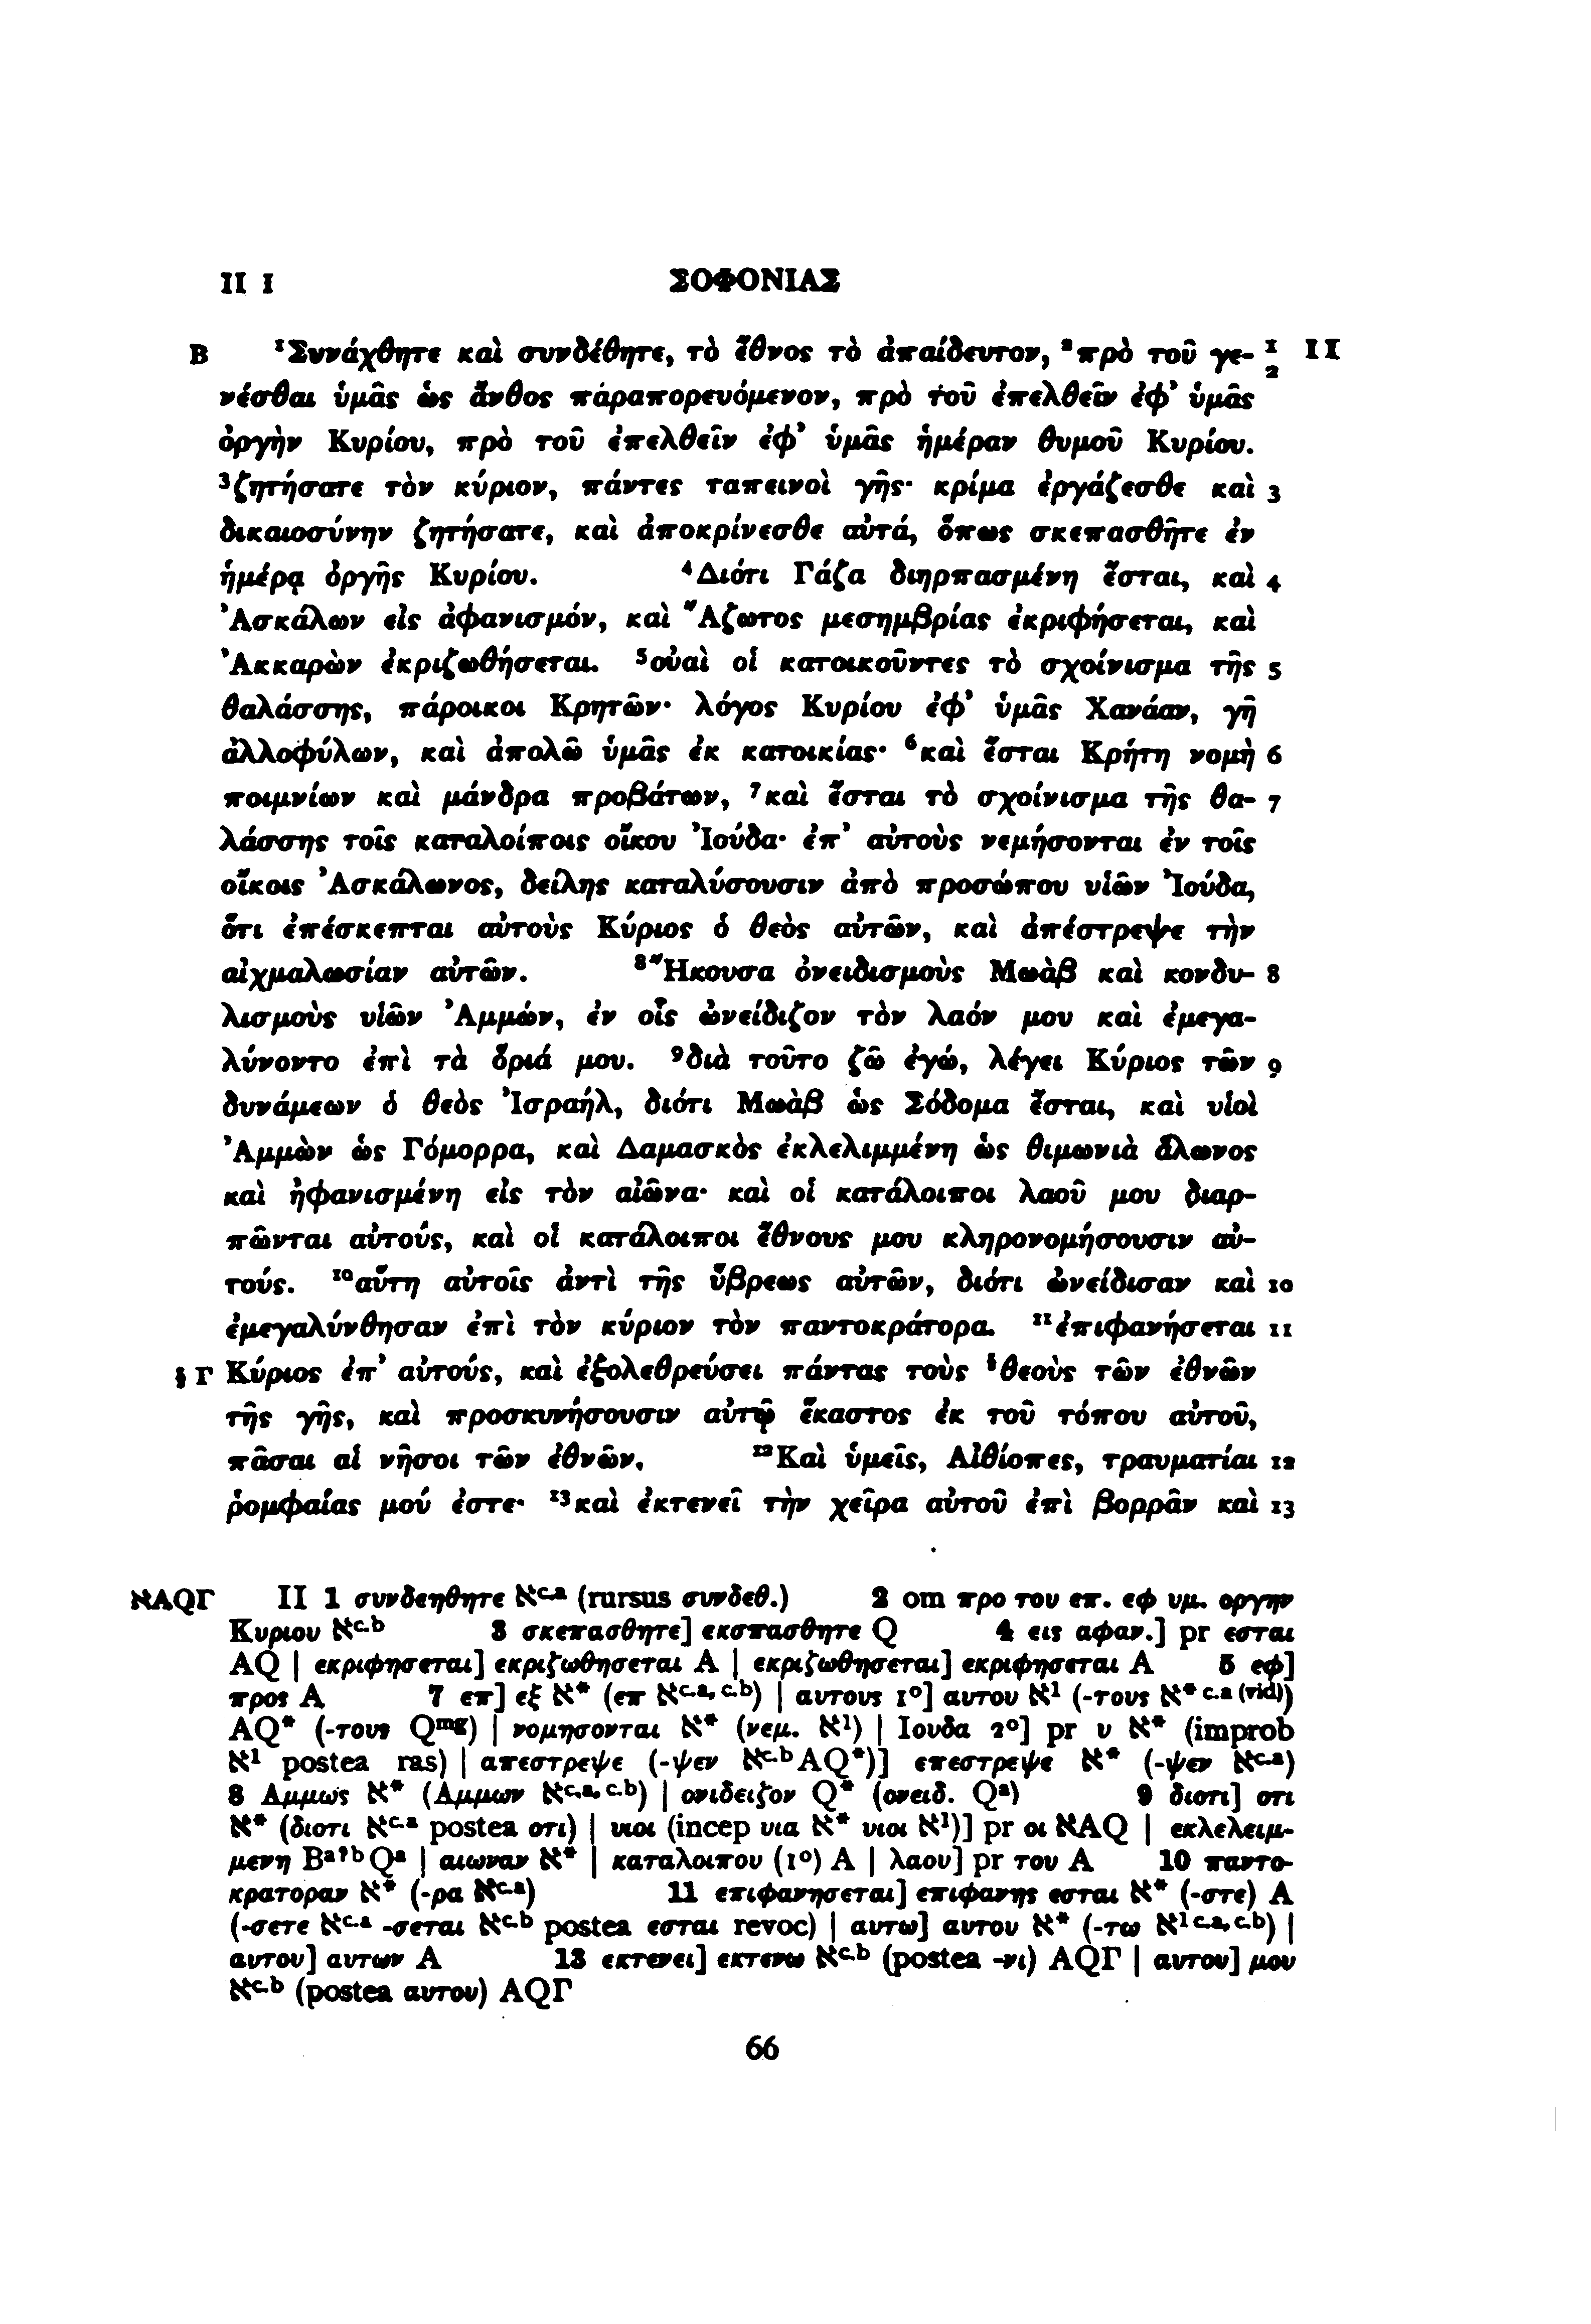 II 1 ΣΟΦΟΝΙΑΣ
B ¹Συνάχθητε καὶ συνδέθητε, τὸ ἔθνος τὸ ἀπαίδευτον, ²πρὸ τοῦ γε- 1 2 II
νέσθαι ὑμᾶς ὡς ἄνθος παραπορευόμενον, πρὸ τοῦ ἐπελθεῖν ἐφ’ ὑμᾶς
ὀργὴν Κυρίου, πρὸ τοῦ ἐπελθεῖν ἐφ’ ὑμᾶς ἡμέραν θυμοῦ Κυρίου.
³ζητήσατε τὸν κύριον, πάντες ταπεινοὶ γῆς· κρίμα ἐργάζεσθε καὶ 3
δικαιοσύνην ζητήσατε, καὶ ἀποκρίνεσθε αὐτά, ὅπως σκεπασθῆτε ἐν
ἡμέρᾳ ὀργῆς Κυρίου. ⁴Διότι Γάζα διηρπασμένη ἔσται, καὶ 4
Ἀσκάλων εἰς ἀφανισμόν, καὶ Ἄζωτος μεσημβρίας ἐκριφήσεται, καὶ
Ἀκκαρὼν ἐκριζωθήσεται. ⁵οὐαὶ οἱ κατοικοῦντες τὸ σχοίνισμα τῆς 5
θαλάσσης, πάροικοι Κρητῶν· λόγος Κυρίου ἐφ’ ὑμᾶς Χανάαν, γῆ
ἀλλοφύλων, καὶ ἀπολῶ ὑμᾶς ἐκ κατοικίας· ⁶καὶ ἔσται Κρήτη νομὴ 6
ποιμνίων καὶ μάνδρα προβάτων, ⁷καὶ ἔσται τὸ σχοίνισμα τῆς θα- 7
λάσσης τοῖς καταλοίποις οἴκου Ἰούδα· ἐπ’ αὐτοὺς νεμήσονται ἐν τοῖς
οἴκοις Ἀσκάλωνος, δείλης καταλύσουσιν ἀπὸ προσώπου υἱῶν Ἰούδα,
ὅτι ἐπέσκεπται αὐτοὺς Κύριος ὁ θεὸς αὐτῶν, καὶ ἀπέστρεψε τὴν
αἰχμαλωσίαν αὐτῶν. ⁸Ἤκουσα ὀνειδισμοὺς Μωὰβ καὶ κονδυ- 8
λισμοὺς υἱῶν Ἀμμών, ἐν οἷς ὠνείδιζον τὸν λαόν μου καὶ ἐμεγα-
λύνοντο ἐπὶ τὰ ὅριά μου. ⁹διὰ τοῦτο ζῶ ἐγώ, λέγει Κύριος τῶν 9
δυνάμεων ὁ θεὸς Ἰσραήλ, διότι Μωὰβ ὡς Σόδομα ἔσται, καὶ υἱοὶ
Ἀμμὼν ὡς Γόμορρα, καὶ Δαμασκὸς ἐκλελιμμένη ὡς θιμωνιὰ ἅλωνος
καὶ ἠφανισμένη εἰς τὸν αἰῶνα· καὶ οἱ κατάλοιποι λαοῦ μου διαρ-
πῶνται αὐτούς, καὶ οἱ κατάλοιποι ἔθνους μου κληρονομήσουσιν αὐ-
τούς. ¹⁰αὕτη αὐτοῖς ἀντὶ τῆς ὕβρεως αὐτῶν, διότι ὠνείδισαν καὶ 10
ἐμεγαλύνθησαν ἐπὶ τὸν κύριον τὸν παντοκράτορα. ¹¹ἐπιφανήσεται 11
§ Γ Κύριος ἐπ’ αὐτούς, καὶ ἐξολεθρεύσει πάντας τοὺς §θεοὺς τῶν ἐθνῶν
τῆς γῆς, καὶ προσκυνήσουσιν αὐτῷ ἕκαστος ἐκ τοῦ τόπου αὐτοῦ,
πᾶσαι αἱ νῆσοι τῶν ἐθνῶν. ¹²Καὶ ὑμεῖς, Αἰθίοπες, τραυματίαι 12
ῥομφαίας μού ἐστε· ¹³καὶ ἐκτενεῖ τὴν χεῖρα αὐτοῦ ἐπὶ βορρᾶν καὶ 13
אAQΓ II 1 συνδεηθητε א^c.a (rursus συνδεθ.) 2 om προ του επ. εφ υμ. οργην
Κυριου א^c.b 3 σκεπασθητε] εκσπασθητε Q 4 εις αφαν.] pr εσται
AQ | εκριφησεται] εκριζωθησεται A | εκριζωθησεται] εκριφησεται A 5 εφ]
προς A 7 επ] εξ א* (επ א^c.a, c.b) | αυτους 1°] αυτου א¹ (-τους א* c.a (vid))
AQ* (-τους Q^mg) | νομησονται א* (νεμ. א¹) | Ιουδα 2°] pr υ א* (improb
א¹ postea ras) | απεστρεψε (-ψεν א^c.b AQ*)] επεστρεψε א* (-ψεν א^c.a)
8 Αμμως א* (Αμμων א^c.a, c.b) | ονιδειζον Q* (ονειδ. Q^a) 9 διοτι] οτι
א* (διοτι א^c.a postea οτι) | υιοι (incep υια א* υιοι א¹)] pr οι אAQ | εκλελειμ-
μενη B^a?b Q^a | αιωναν א* | καταλοιπου (1°) A | λαου] pr του A 10 παντο-
κρατοραν א* (-ρα א^c.a) 11 επιφανησεται] επιφανης εσται א* (-στε) A
(-σετε א^c.a -σεται א^c.b postea εσται revoc) | αυτω] αυτου א* (-τω א^1 c.a, c.b) |
αυτου] αυτων A 13 εκτενει] εκτενω א^c.b (postea -νι) AQΓ | αυτου] μου
א^c.b (postea αυτου) AQΓ
66